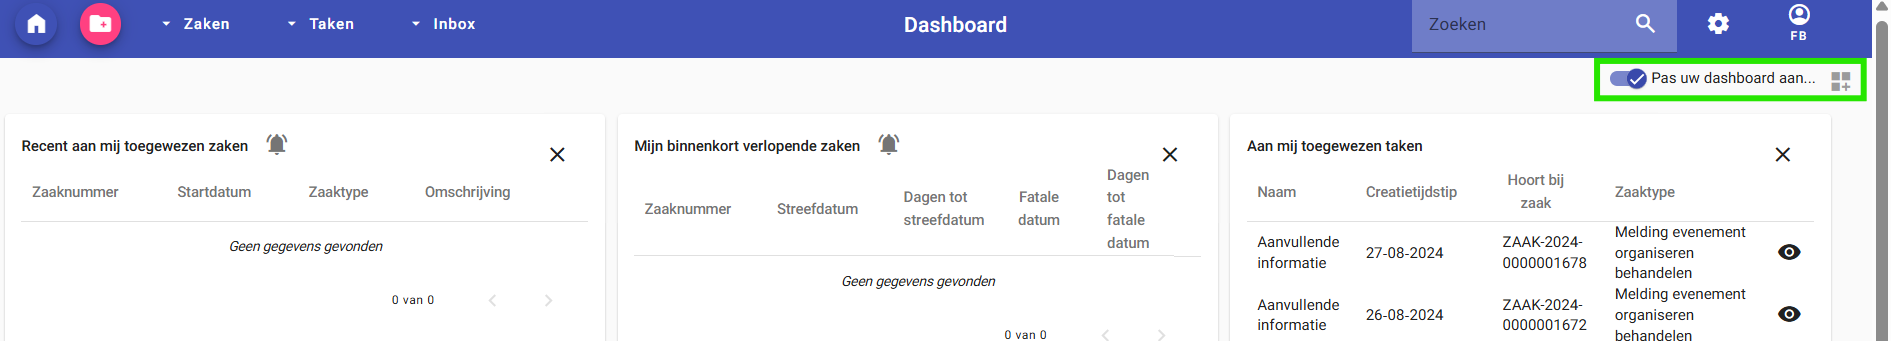 Zaken Taken Inbox Dashboard Zoeken FB
Pas uw dashboard aan...
Recent aan mij toegewezen zaken
Zaaknummer Startdatum Zaaktype Omschrijving
Geen gegevens gevonden
0 van 0
Mijn binnenkort verlopende zaken
Zaaknummer Streefdatum Dagen tot streefdatum Fatale datum Dagen tot fatale datum
Geen gegevens gevonden
0 van 0
Aan mij toegewezen taken
Naam Creatietijdstip Hoort bij zaak Zaaktype
Aanvullende informatie 27-08-2024 ZAAK-2024-0000001678 Melding evenement organiseren behandelen
Aanvullende informatie 26-08-2024 ZAAK-2024-0000001672 Melding evenement organiseren behandelen